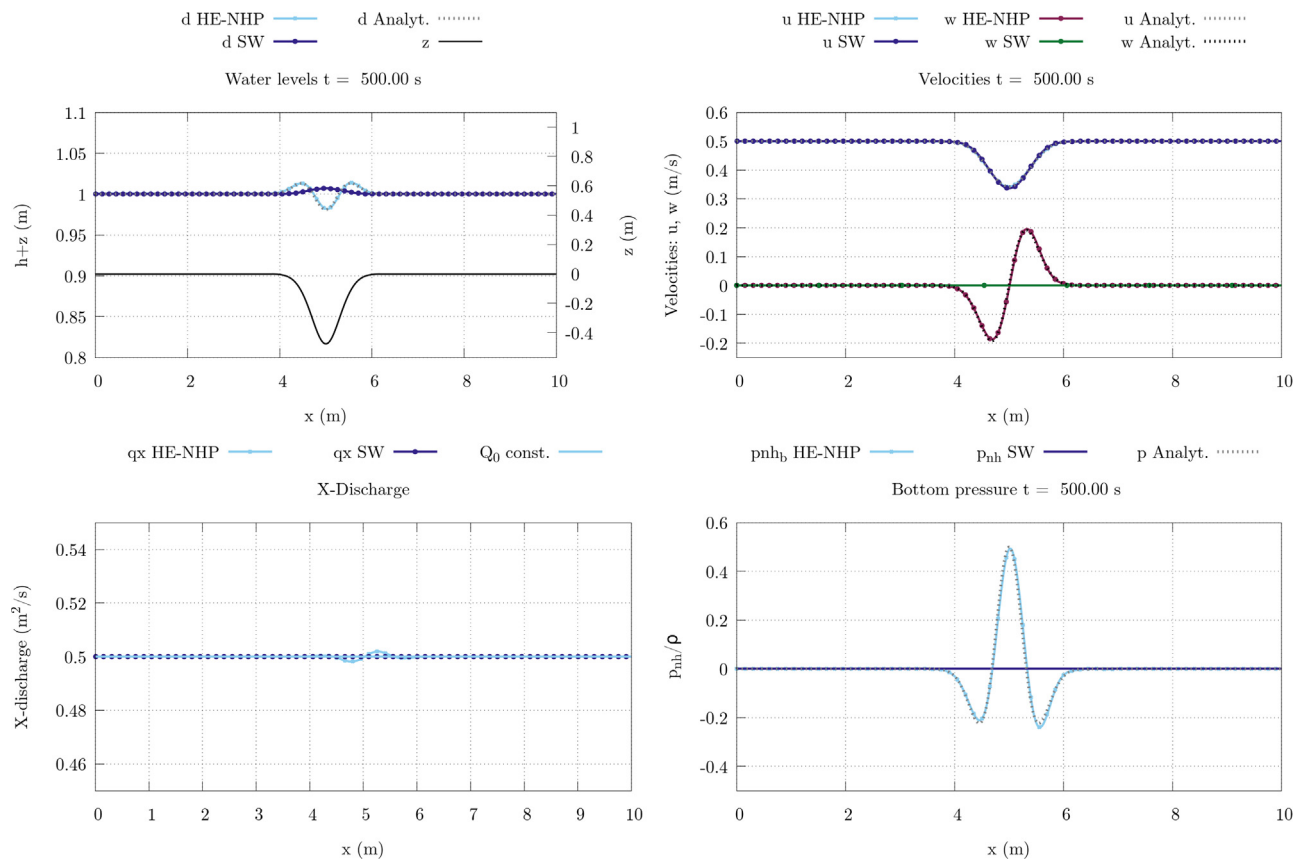 d HE-NHP
d Analyt.
d SW
z
Water levels t = 500.00 s
1.1
1.05
1
0.95
0.9
0.85
0.8
h+z (m)
1
0.8
0.6
0.4
0.2
0
-0.2
-0.4
z (m)
0 2 4 6 8 10
x (m)
u HE-NHP
w HE-NHP
u Analyt.
u SW
w SW
w Analyt.
Velocities t = 500.00 s
0.6
0.5
0.4
0.3
0.2
0.1
0
-0.1
-0.2
Velocities: u, w (m/s)
0 2 4 6 8 10
x (m)
qx HE-NHP
qx SW
Q₀ const.
X-Discharge
0.54
0.52
0.5
0.48
0.46
X-discharge (m²/s)
0 1 2 3 4 5 6 7 8 9 10
x (m)
pnh_b HE-NHP
p_nh SW
p Analyt.
Bottom pressure t = 500.00 s
0.6
0.4
0.2
0
-0.2
-0.4
p_nh/ρ
0 2 4 6 8 10
x (m)